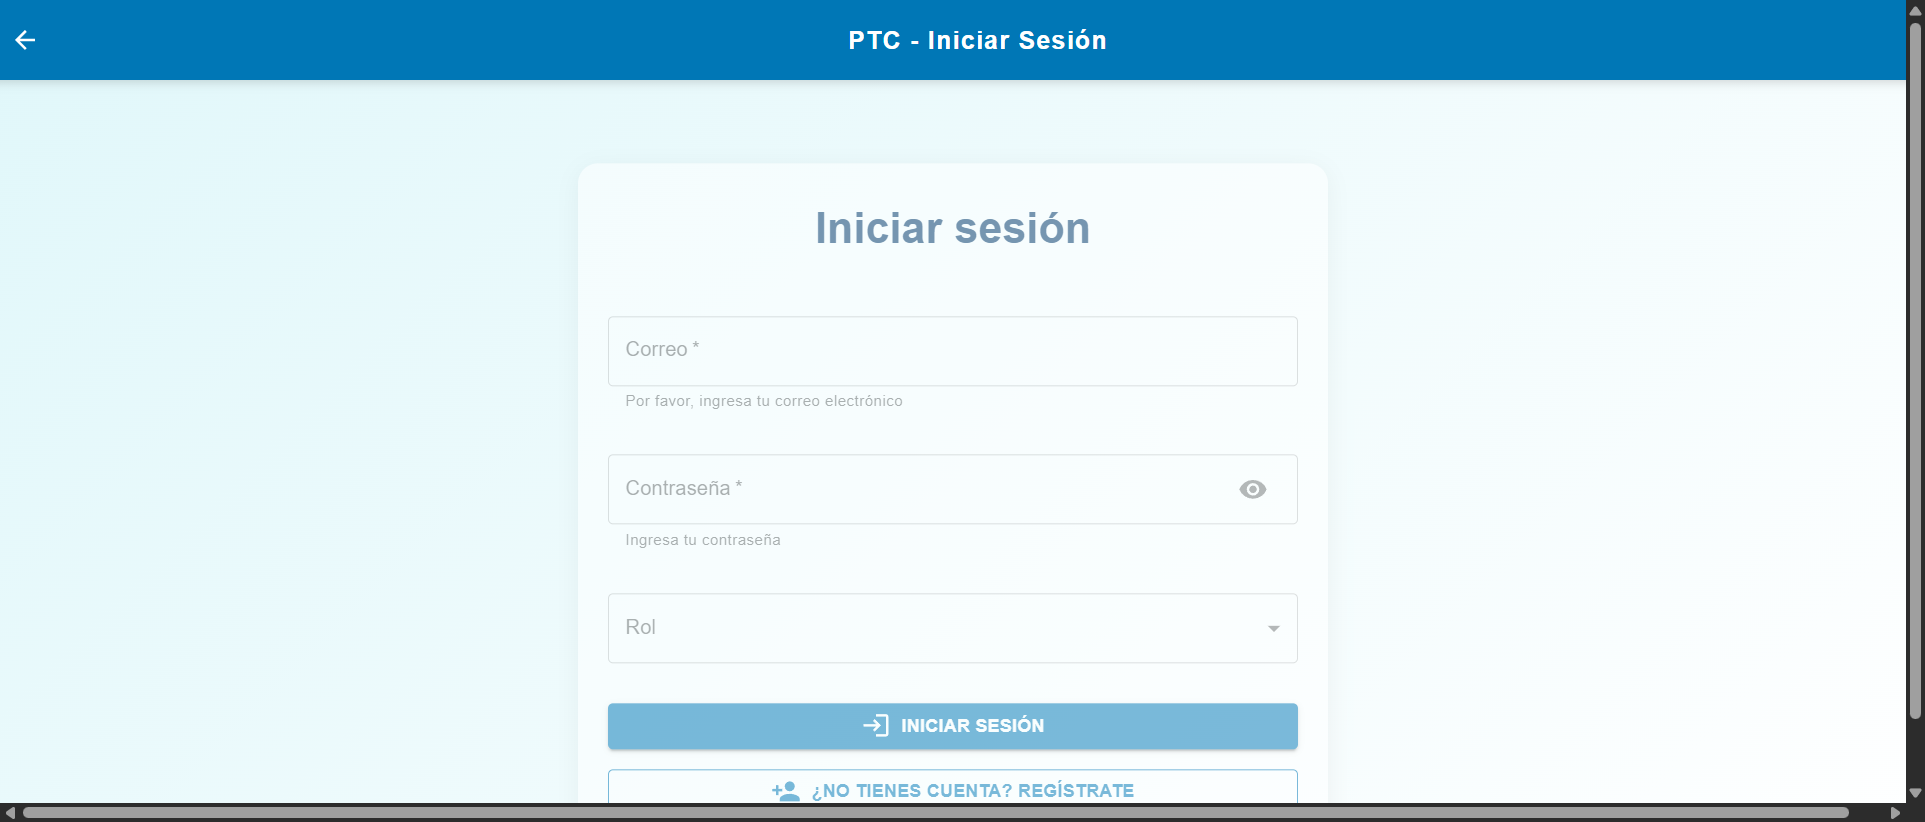 PTC - Iniciar Sesión
Iniciar sesión
Correo *
Por favor, ingresa tu correo electrónico
Contraseña *
Ingresa tu contraseña
Rol
INICIAR SESIÓN
¿NO TIENES CUENTA? REGÍSTRATE